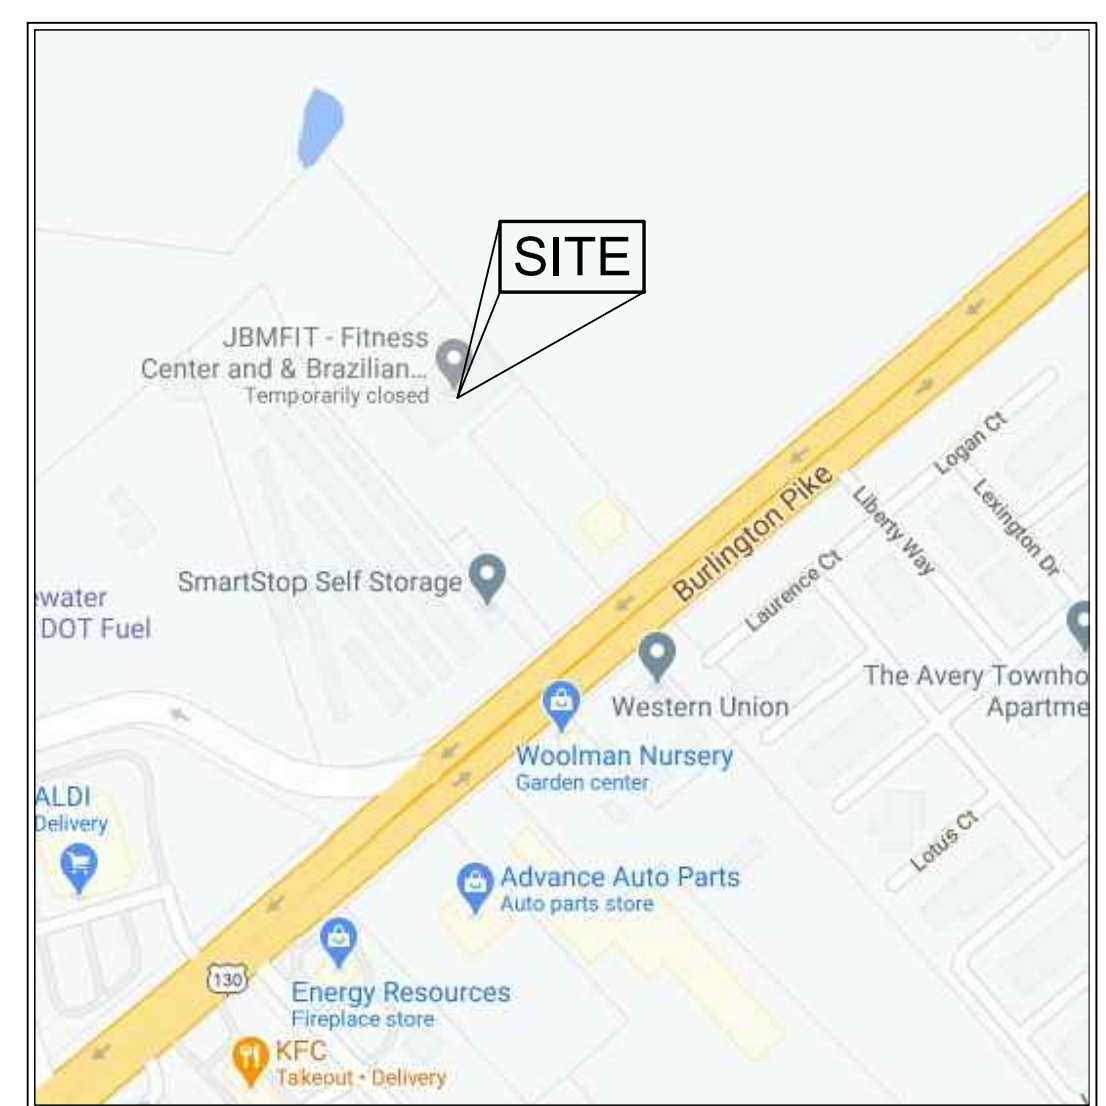 SITE
JBMFIT - Fitness
Center and & Brazilian...
Temporarily closed
Logan Ct
Burlington Pike
Liberty Way
Lexington Dr
Laurence Ct
SmartStop Self Storage
ewater
DOT Fuel
The Avery Townho
Apartme
Western Union
Woolman Nursery
Garden center
ALDI
Delivery
Lotus Ct
Advance Auto Parts
Auto parts store
130
Energy Resources
Fireplace store
KFC
Takeout • Delivery